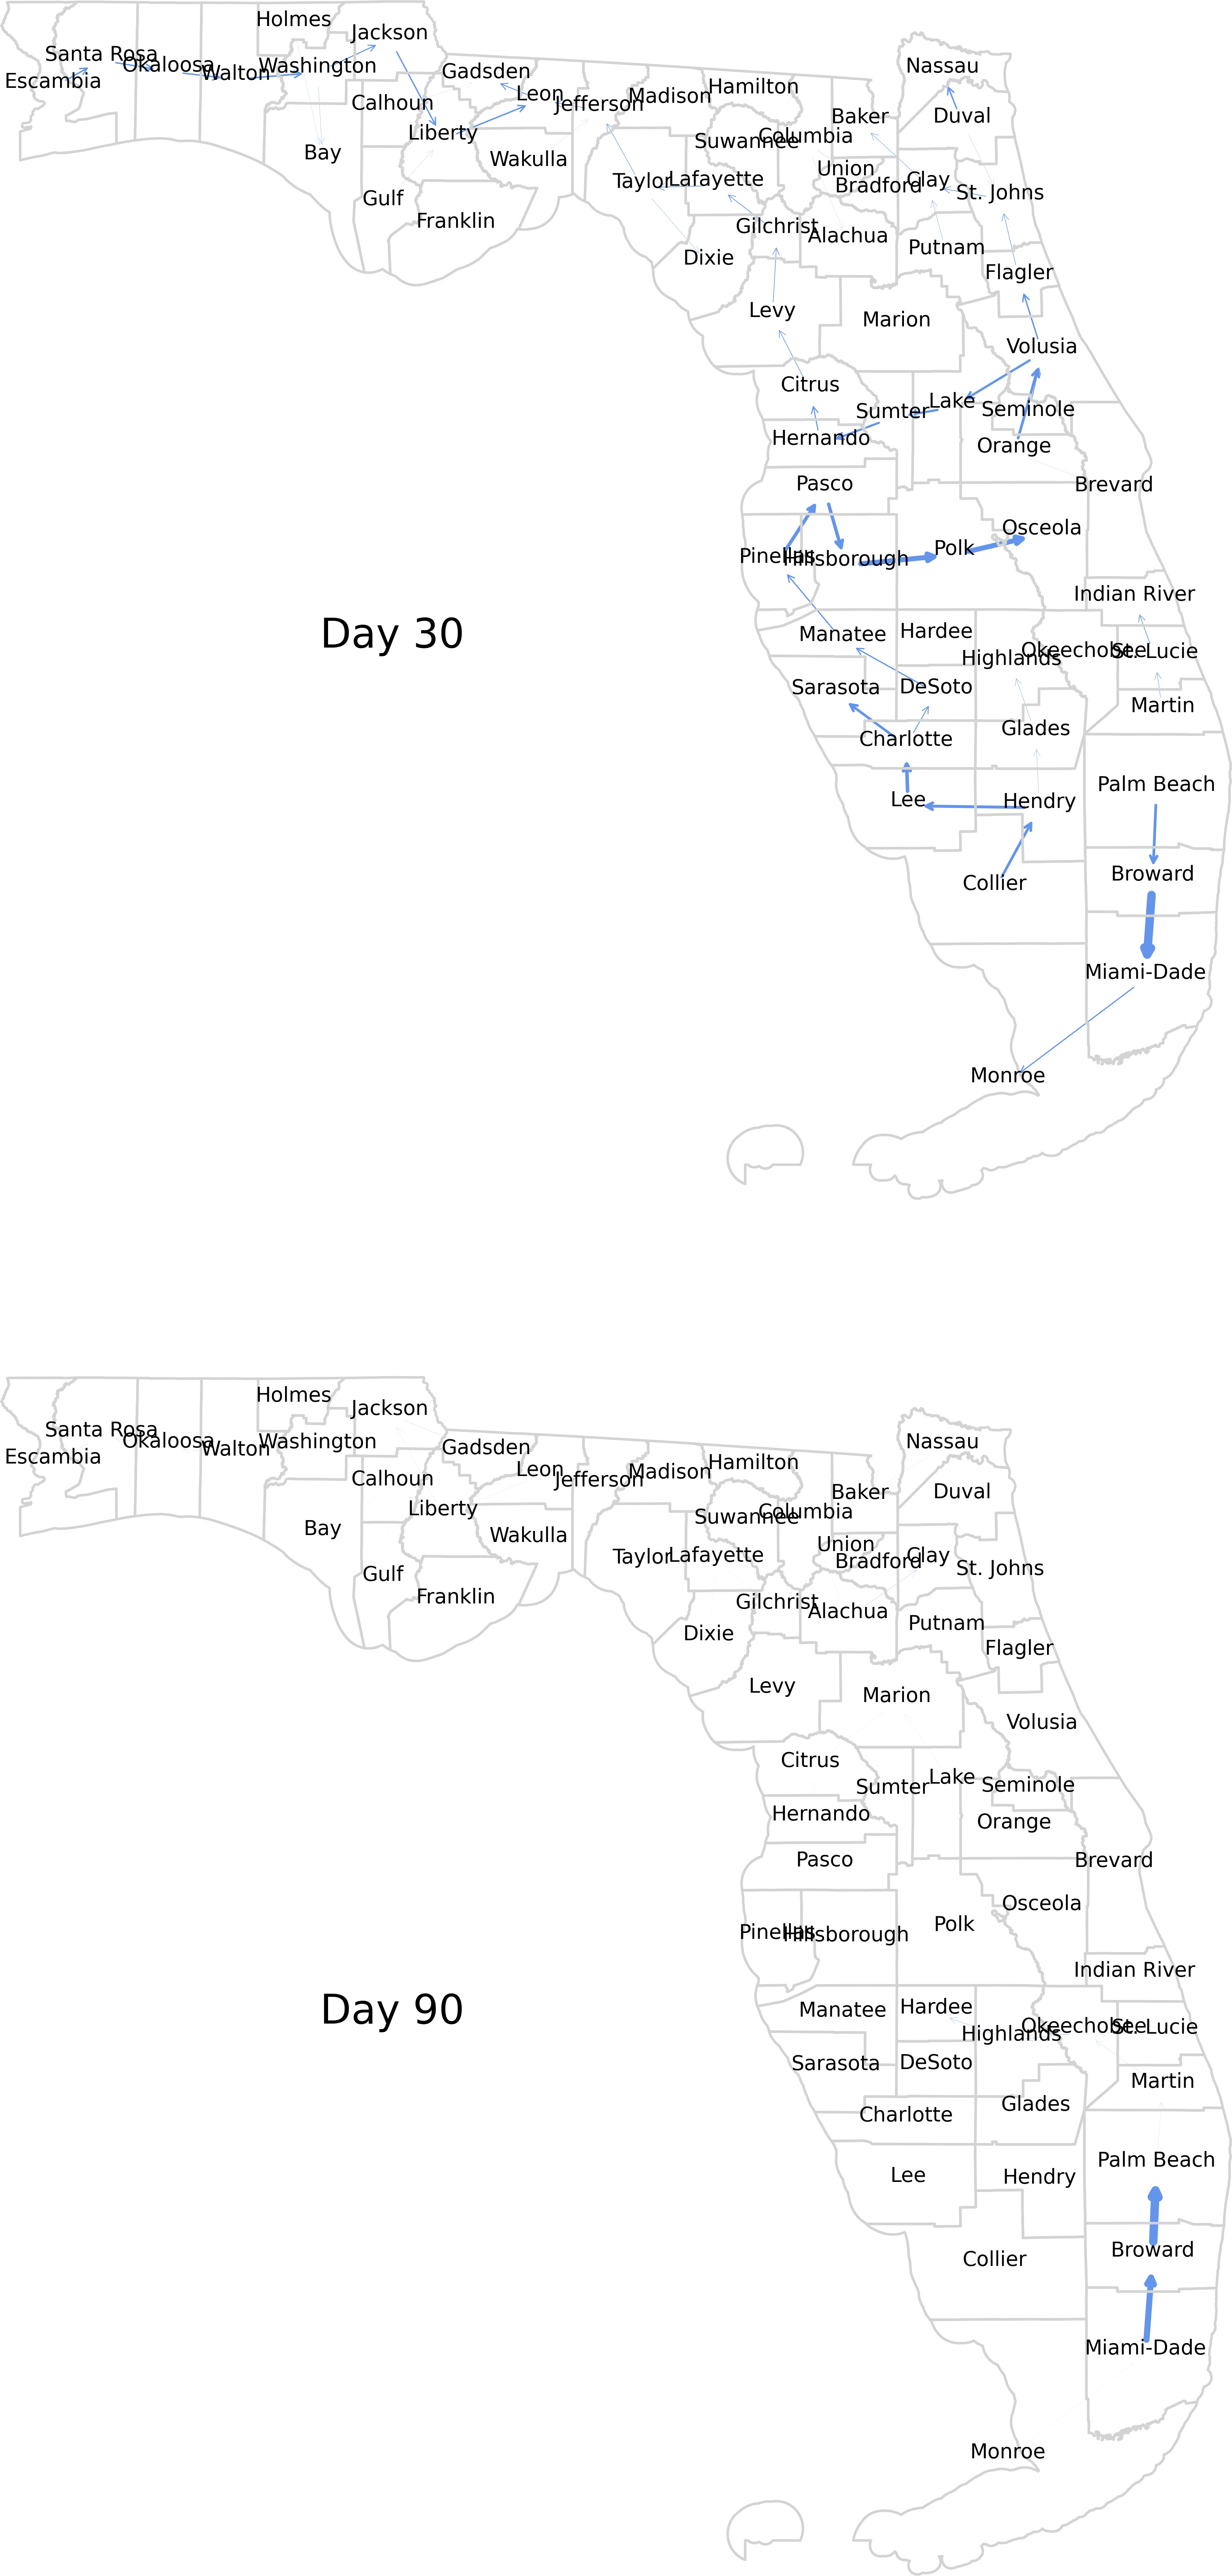 Holmes
Jackson
Santa Rosa
Okaloosa
Walton
Washington
Escambia
Gadsden
Leon
Jefferson
Madison
Hamilton
Nassau
Calhoun
Liberty
Baker
Duval
Suwannee
Columbia
Bay
Wakulla
Union
Bradford
Clay
St. Johns
Taylor
Lafayette
Gulf
Franklin
Gilchrist
Alachua
Putnam
Dixie
Flagler
Levy
Marion
Volusia
Citrus
Sumter
Lake
Seminole
Hernando
Orange
Pasco
Brevard
Osceola
Pinellas
Hillsborough
Polk
Indian River
Day 30
Manatee
Hardee
Highlands
Okeechobee
St. Lucie
Sarasota
DeSoto
Martin
Charlotte
Glades
Palm Beach
Lee
Hendry
Broward
Collier
Miami-Dade
Monroe
Holmes
Jackson
Santa Rosa
Okaloosa
Walton
Washington
Escambia
Gadsden
Leon
Jefferson
Madison
Hamilton
Nassau
Calhoun
Liberty
Baker
Duval
Suwannee
Columbia
Bay
Wakulla
Union
Bradford
Clay
St. Johns
Taylor
Lafayette
Gulf
Franklin
Gilchrist
Alachua
Putnam
Dixie
Flagler
Levy
Marion
Volusia
Citrus
Sumter
Lake
Seminole
Hernando
Orange
Pasco
Brevard
Osceola
Pinellas
Hillsborough
Polk
Indian River
Day 90
Manatee
Hardee
Highlands
Okeechobee
St. Lucie
Sarasota
DeSoto
Martin
Charlotte
Glades
Palm Beach
Lee
Hendry
Broward
Collier
Miami-Dade
Monroe